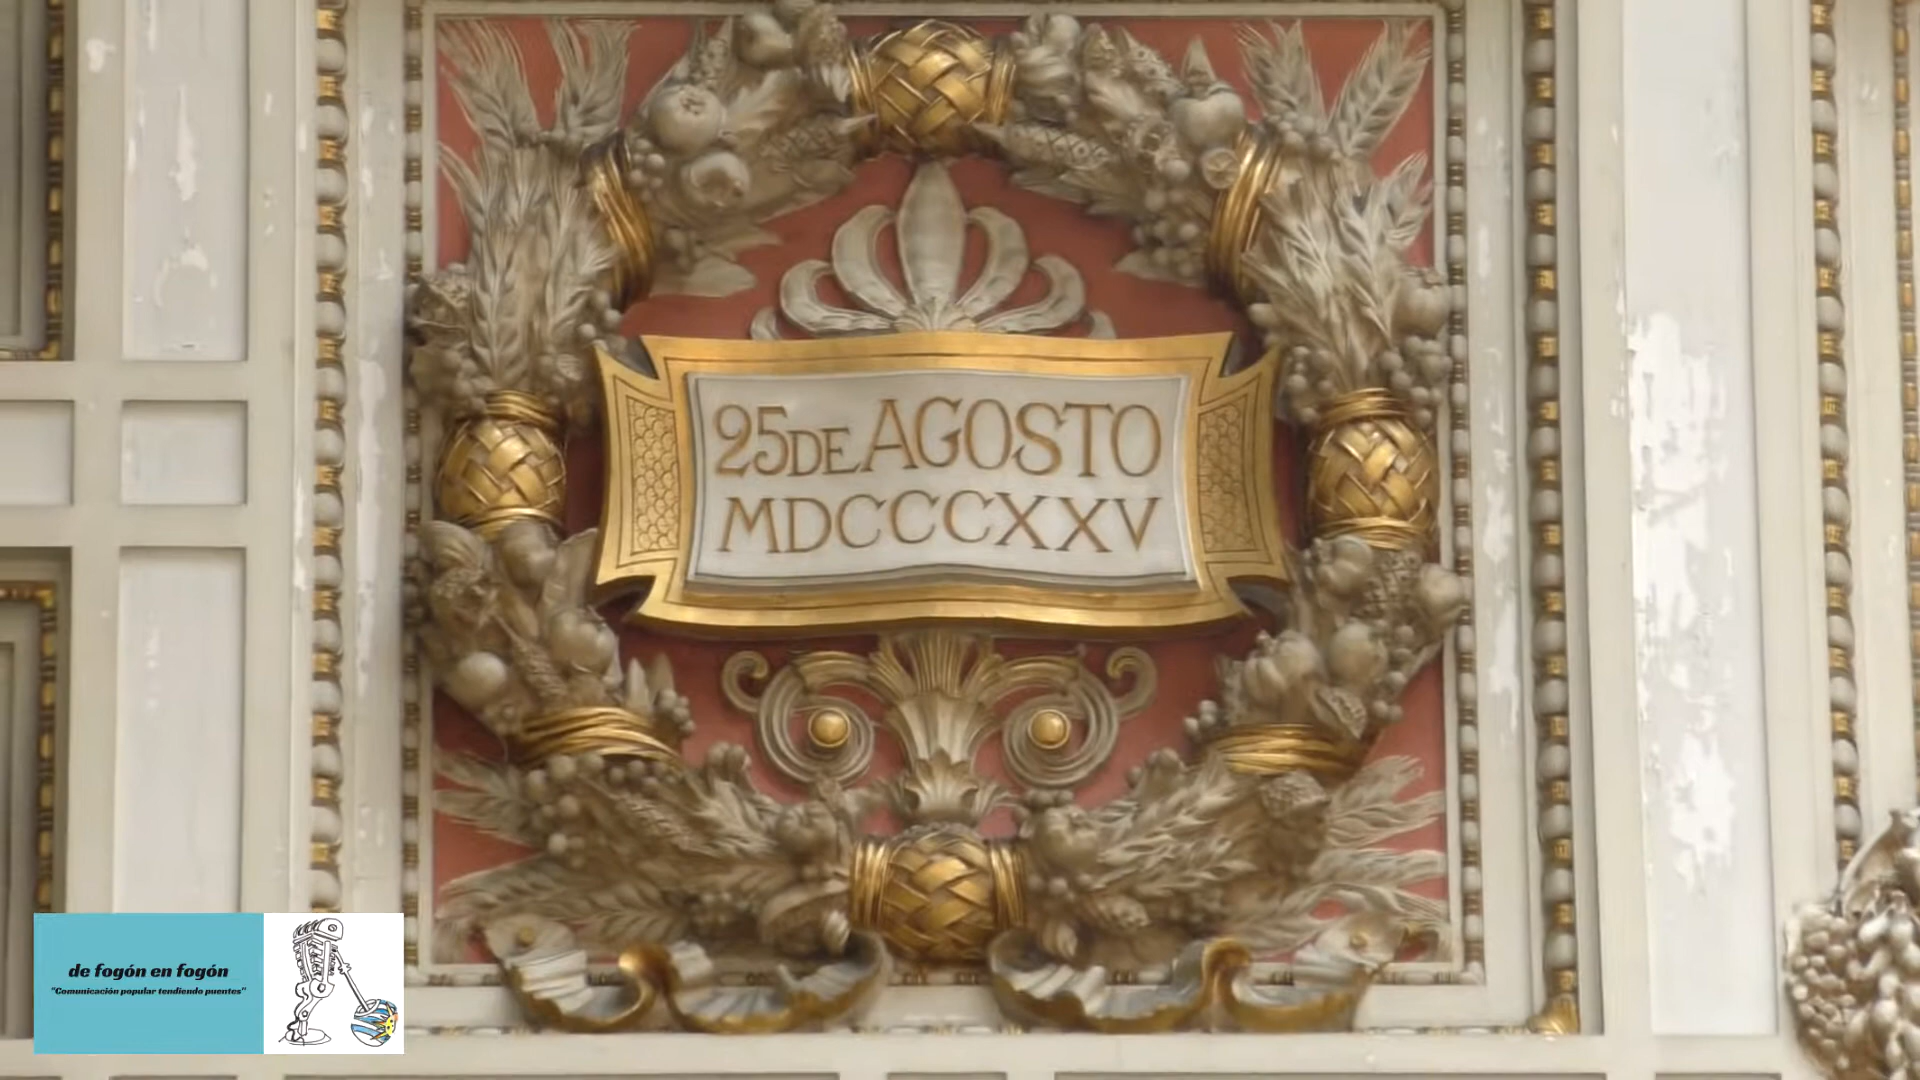 25 DE AGOSTO
MDCCCXXV
de fogón en fogón
"Comunicación popular tendiendo puentes"